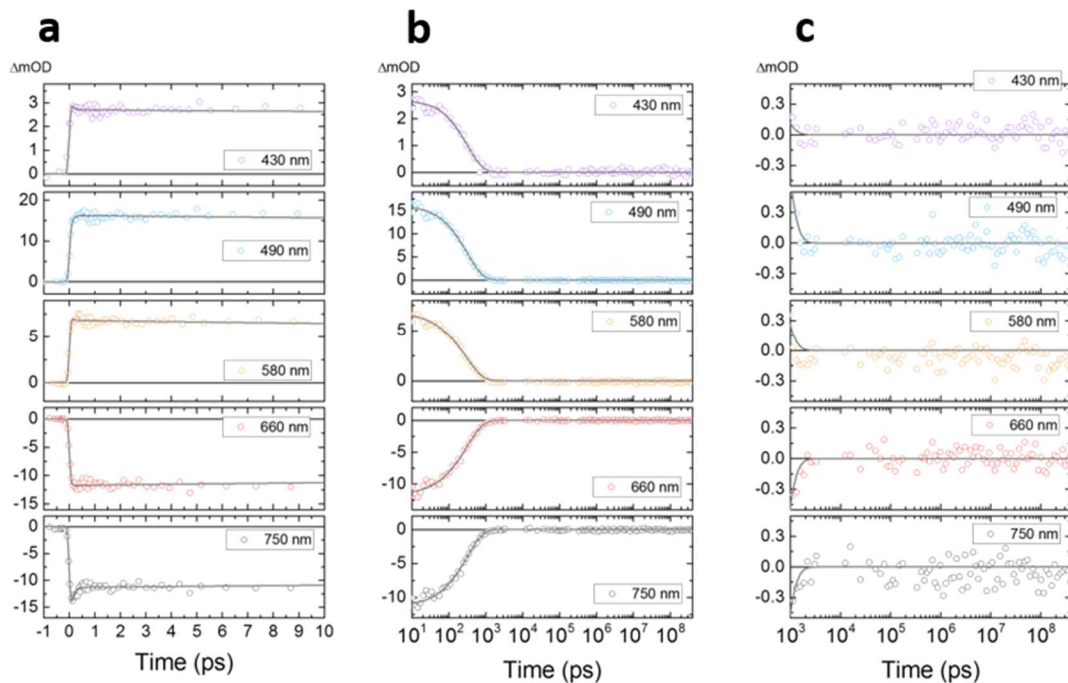 a b c
ΔmOD ΔmOD ΔmOD
3
2
1
0
430 nm
20
10
0
490 nm
5
0
580 nm
0
-5
-10
-15
660 nm
0
-5
-10
-15
750 nm
-1 0 1 2 3 4 5 6 7 8 9 10
Time (ps)
3
2
1
0
430 nm
15
10
5
0
490 nm
5
0
580 nm
0
-5
-10
660 nm
0
-5
-10
750 nm
10¹ 10² 10³ 10⁴ 10⁵ 10⁶ 10⁷ 10⁸
Time (ps)
430 nm
0.3
0.0
-0.3
490 nm
0.3
0.0
-0.3
580 nm
0.3
0.0
-0.3
660 nm
0.3
0.0
-0.3
750 nm
0.3
0.0
-0.3
10³ 10⁴ 10⁵ 10⁶ 10⁷ 10⁸
Time (ps)